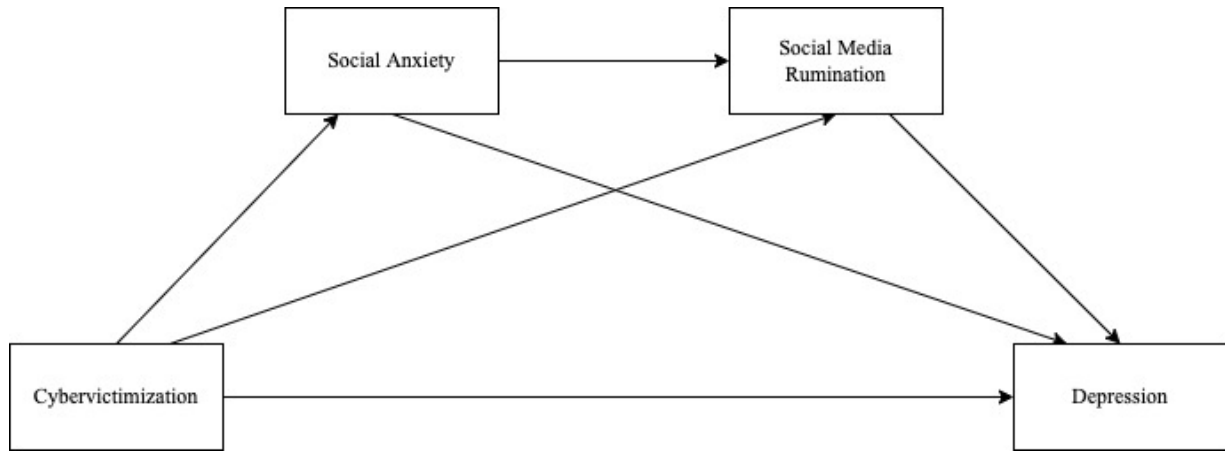 Social Anxiety
Social Media
Rumination
Cybervictimization
Depression